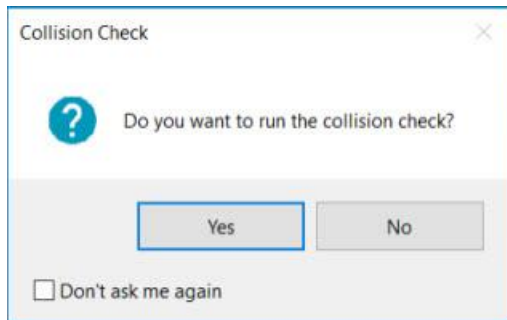 Collision Check
Do you want to run the collision check?
Yes
No
Don't ask me again